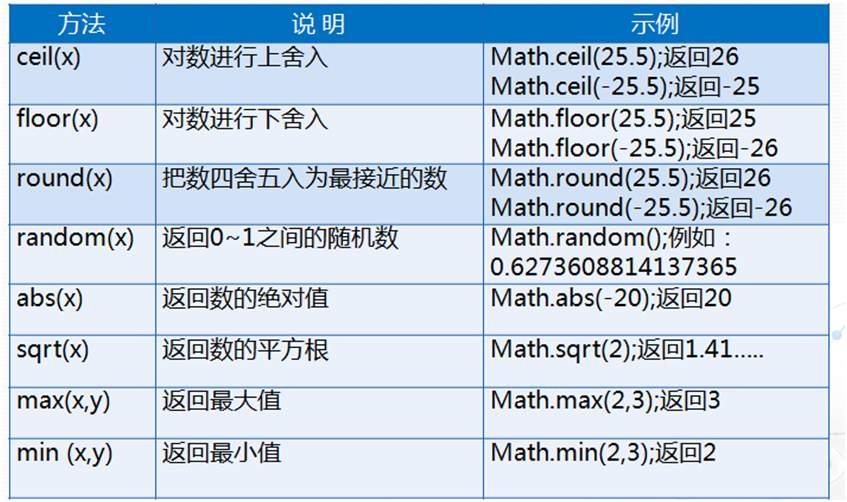 方法 说 明 示例
ceil(x) 对数进行上舍入 Math.ceil(25.5);返回26
Math.ceil(-25.5);返回-25
floor(x) 对数进行下舍入 Math.floor(25.5);返回25
Math.floor(-25.5);返回-26
round(x) 把数四舍五入为最接近的数 Math.round(25.5);返回26
Math.round(-25.5);返回-26
random(x) 返回0~1之间的随机数 Math.random();例如：
0.6273608814137365
abs(x) 返回数的绝对值 Math.abs(-20);返回20
sqrt(x) 返回数的平方根 Math.sqrt(2);返回1.41.....
max(x,y) 返回最大值 Math.max(2,3);返回3
min (x,y) 返回最小值 Math.min(2,3);返回2